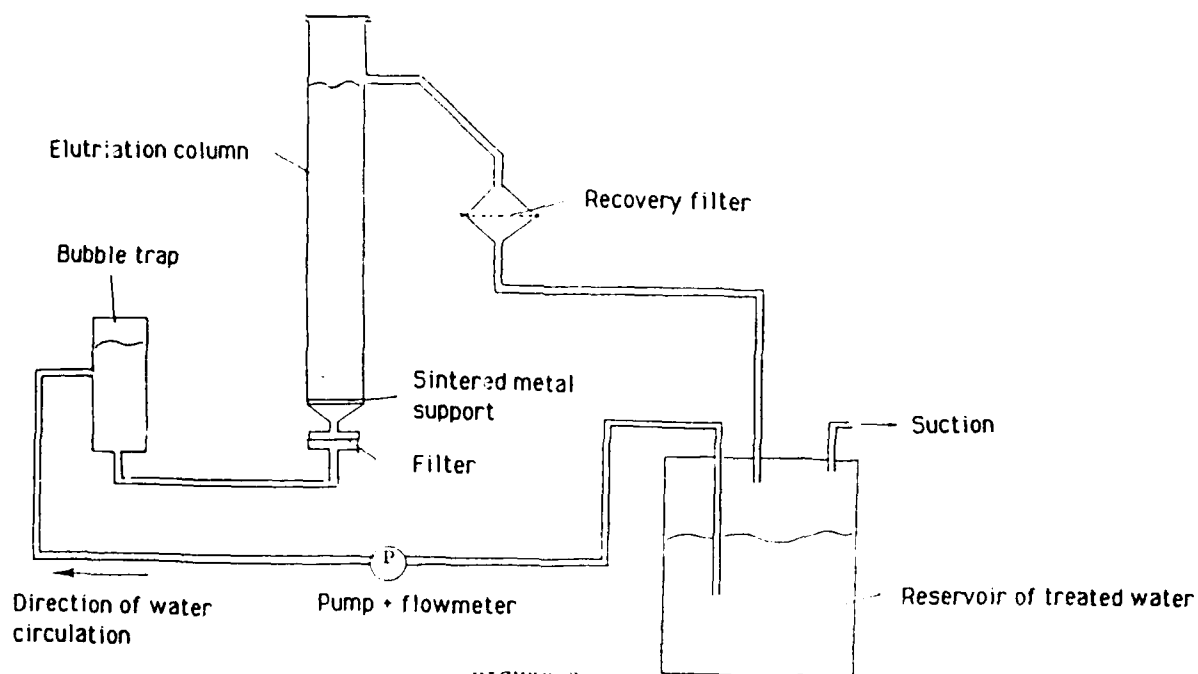 Elutriation column
Recovery filter
Bubble trap
Sintered metal
support
Filter
Suction
P
Pump + flowmeter
Direction of water
circulation
Reservoir of treated water